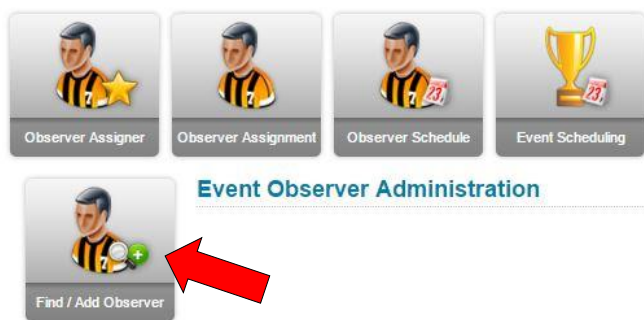 Observer Assigner
Observer Assignment
Observer Schedule
Event Scheduling
Event Observer Administration
Find / Add Observer